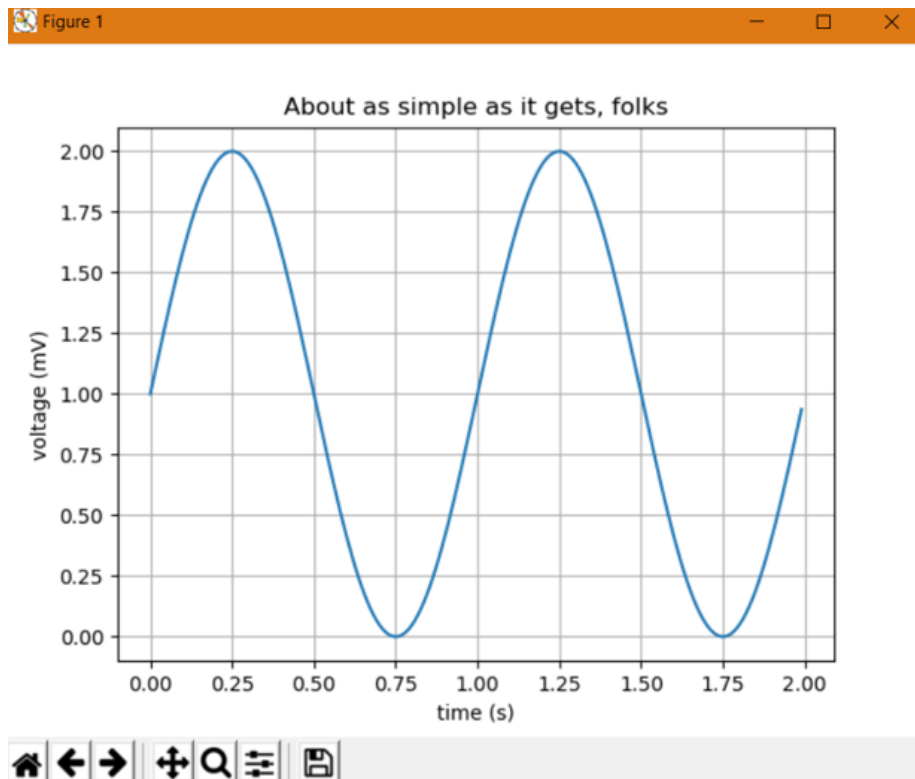 Figure 1
About as simple as it gets, folks
2.00
1.75
1.50
1.25
1.00
0.75
0.50
0.25
0.00
voltage (mV)
0.00 0.25 0.50 0.75 1.00 1.25 1.50 1.75 2.00
time (s)